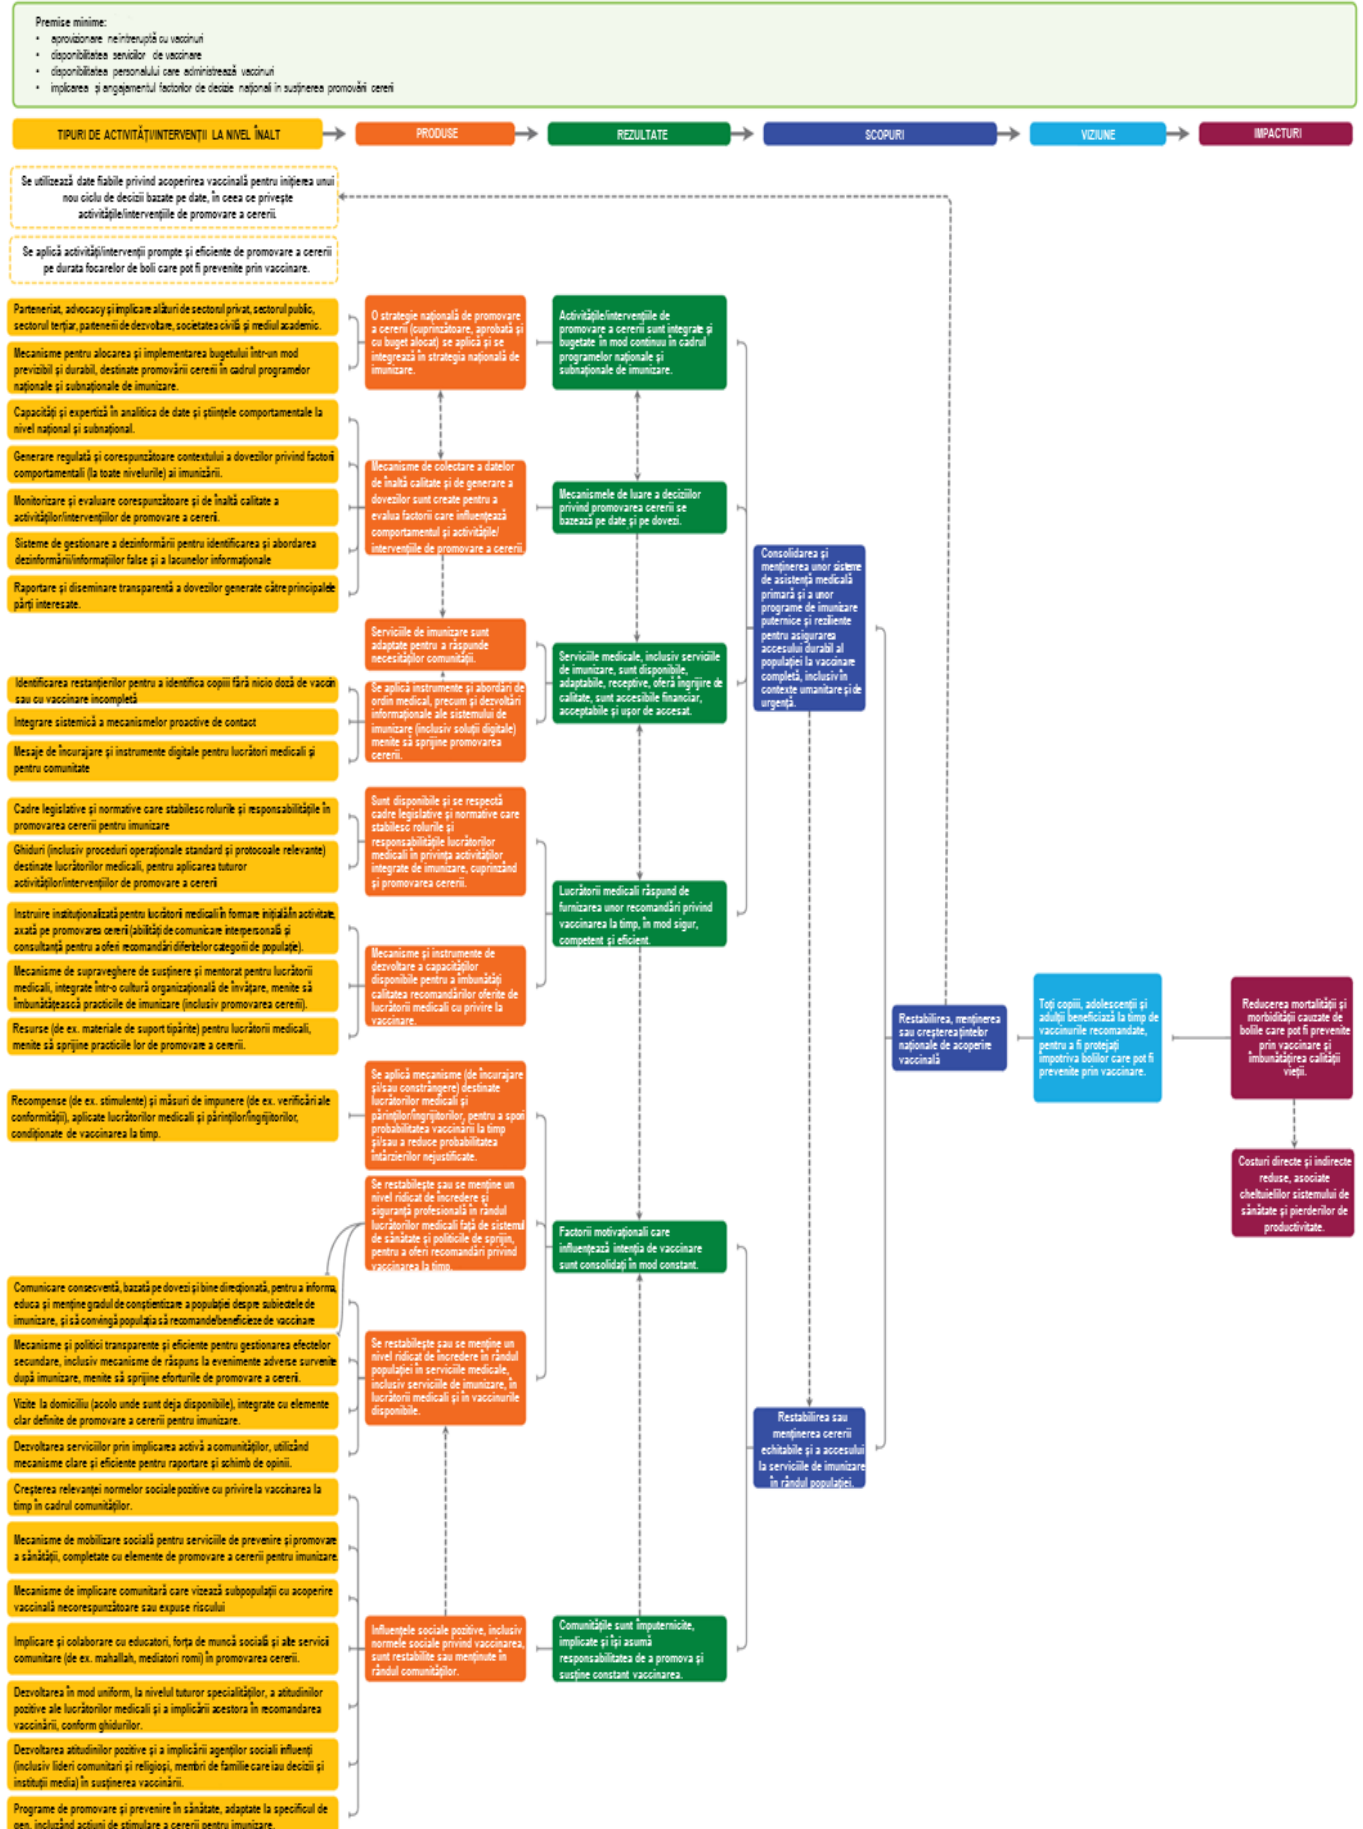 Premise minime:
• aprovizionare neîntreruptă cu vaccinuri
• disponibilitatea serviciilor de vaccinare
• disponibilitatea personalului care administrează vaccinuri
• implicarea și angajamentul factorilor de decizie naționali în susținerea promovării cererii
TIPURI DE ACTIVITĂȚI/INTERVENȚII LA NIVEL ÎNALT
PRODUSE
REZULTATE
SCOPURI
VIZIUNE
IMPACTURI
Se utilizează date fiabile privind acoperirea vaccinală pentru inițierea unui
nou ciclu de decizii bazate pe date, în ceea ce privește
activitățile/intervențiile de promovare a cererii.
Se aplică activități/intervenții prompte și eficiente de promovare a cererii
pe durata focarelor de boli care pot fi prevenite prin vaccinare.
Parteneriat, advocacy și implicare alături de sectorul privat, sectorul public,
sectorul terțiar, partenerii de dezvoltare, societatea civilă și mediul academic.
Mecanisme pentru alocarea și implementarea bugetului într-un mod
previzibil și durabil, destinate promovării cererii în cadrul programelor
naționale și subnaționale de imunizare.
Capacități și expertiză în analitica de date și științele comportamentale la
nivel național și subnațional.
Generare regulată și corespunzătoare contextului a dovezilor privind factorii
comportamentali (la toate nivelurile) ai imunizării.
Monitorizare și evaluare corespunzătoare și de înaltă calitate a
activităților/intervențiilor de promovare a cererii.
Sisteme de gestionare a dezinformării pentru identificarea și abordarea
dezinformării/informațiilor false și a lacunelor informaționale
Raportare și diseminare transparentă a dovezilor generate către principalele
părți interesate.
Identificarea restanțierilor pentru a identifica copiii fără nicio doză de vaccin
sau cu vaccinare incompletă
Integrare sistemică a mecanismelor proactive de contact
Mesaje de încurajare și instrumente digitale pentru lucrători medicali și
pentru comunitate
Cadre legislative și normative care stabilesc rolurile și responsabilitățile în
promovarea cererii pentru imunizare
Ghiduri (inclusiv proceduri operaționale standard și protocoale relevante)
destinate lucrătorilor medicali, pentru aplicarea tuturor
activităților/intervențiilor de promovare a cererii
Instruire instituționalizată pentru lucrătorii medicali în formare inițială/în activitate,
axată pe promovarea cererii (abilități de comunicare interpersonală și
consultanță pentru a oferi recomandări diferitelor categorii de populație).
Mecanisme de supraveghere de susținere și mentorat pentru lucrătorii
medicali, integrate într-o cultură organizațională de învățare, menite să
îmbunătățească practicile de imunizare (inclusiv promovarea cererii).
Resurse (de ex. materiale de suport tipărite) pentru lucrătorii medicali,
menite să sprijine practicile lor de promovare a cererii.
Recompense (de ex. stimulente) și măsuri de impunere (de ex. verificări ale
conformității), aplicate lucrătorilor medicali și părinților/îngrijitorilor,
condiționate de vaccinarea la timp.
Comunicare consecventă, bazată pe dovezi și bine direcționată, pentru a informa,
educa și menține gradul de conștientizare a populației despre subiectele de
imunizare, și să convingă populația să recomande/beneficieze de vaccinare
Mecanisme și politici transparente și eficiente pentru gestionarea efectelor
secundare, inclusiv mecanisme de răspuns la evenimente adverse survenite
după imunizare, menite să sprijine eforturile de promovare a cererii.
Vizite la domiciliu (acolo unde sunt deja disponibile), integrate cu elemente
clar definite de promovare a cererii pentru imunizare.
Dezvoltarea serviciilor prin implicarea activă a comunităților, utilizând
mecanisme clare și eficiente pentru raportare și schimb de opinii.
Creșterea relevanței normelor sociale pozitive cu privire la vaccinarea la
timp în cadrul comunităților.
Mecanisme de mobilizare socială pentru serviciile de prevenire și promovare
a sănătății, completate cu elemente de promovare a cererii pentru imunizare.
Mecanisme de implicare comunitară care vizează subpopulații cu acoperire
vaccinală necorespunzătoare sau expuse riscului
Implicare și colaborare cu educatori, forța de muncă socială și alte servicii
comunitare (de ex. mahallah, mediatori romi) în promovarea cererii.
Dezvoltarea în mod uniform, la nivelul tuturor specialităților, a atitudinilor
pozitive ale lucrătorilor medicali și a implicării acestora în recomandarea
vaccinării, conform ghidurilor.
Dezvoltarea atitudinilor pozitive și a implicării agenților sociali influenți
(inclusiv lideri comunitari și religioși, membri de familie care iau decizii și
instituții media) în susținerea vaccinării.
Programe de promovare și prevenire în sănătate, adaptate la specificul de
gen, incluzând acțiuni de stimulare a cererii pentru imunizare.
O strategie națională de promovare
a cererii (cuprinzătoare, aprobată și
cu buget alocat) se aplică și se
integrează în strategia națională de
imunizare.
Mecanisme de colectare a datelor
de înaltă calitate și de generare a
dovezilor sunt create pentru a
evalua factorii care influențează
comportamentul și activitățile/
intervențiile de promovare a cererii.
Serviciile de imunizare sunt
adaptate pentru a răspunde
necesităților comunității.
Se aplică instrumente și abordări de
ordin medical, precum și dezvoltări
informaționale ale sistemului de
imunizare (inclusiv soluții digitale)
menite să sprijine promovarea
cererii.
Sunt disponibile și se respectă
cadre legislative și normative care
stabilesc rolurile și
responsabilitățile lucrătorilor
medicali în privința activităților
integrate de imunizare, cuprinzând
și promovarea cererii.
Mecanisme și instrumente de
dezvoltare a capacităților
disponibile pentru a îmbunătăți
calitatea recomandărilor oferite de
lucrătorii medicali cu privire la
vaccinare.
Se aplică mecanisme (de încurajare
și/sau constrângere) destinate
lucrătorilor medicali și
părinților/îngrijitorilor, pentru a spori
probabilitatea vaccinării la timp
și/sau a reduce probabilitatea
întârzierilor nejustificate.
Se restabilește sau se menține un
nivel ridicat de încredere și
siguranță profesională în rândul
lucrătorilor medicali față de sistemul
de sănătate și politicile de sprijin,
pentru a oferi recomandări privind
vaccinarea la timp.
Se restabilește sau se menține un
nivel ridicat de încredere în rândul
populației în serviciile medicale,
inclusiv serviciile de imunizare, în
lucrătorii medicali și în vaccinurile
disponibile.
Influențele sociale pozitive, inclusiv
normele sociale privind vaccinarea,
sunt restabilite sau menținute în
rândul comunităților.
Activitățile/intervențiile de
promovare a cererii sunt integrate și
bugetate în mod continuu în cadrul
programelor naționale și
subnaționale de imunizare.
Mecanismele de luare a deciziilor
privind promovarea cererii se
bazează pe date și pe dovezi.
Serviciile medicale, inclusiv serviciile
de imunizare, sunt disponibile,
adaptabile, receptive, oferă îngrijire de
calitate, sunt accesibile financiar,
acceptabile și ușor de accesat.
Lucrătorii medicali răspund de
furnizarea unor recomandări privind
vaccinarea la timp, în mod sigur,
competent și eficient.
Factorii motivaționali care
influențează intenția de vaccinare
sunt consolidați în mod constant.
Comunitățile sunt împuternicite,
implicate și își asumă
responsabilitatea de a promova și
susține constant vaccinarea.
Consolidarea și
menținerea unor sisteme
de asistență medicală
primară și a unor
programe de imunizare
puternice și reziliente
pentru asigurarea
accesului durabil al
populației la vaccinare
completă, inclusiv în
contexte umanitare și de
urgență.
Restabilirea sau
menținerea cererii
echitabile și a accesului
la serviciile de imunizare
în rândul populației.
Restabilirea, menținerea
sau creșterea țintelor
naționale de acoperire
vaccinală
Toți copiii, adolescenții și
adulții beneficiază la timp de
vaccinurile recomandate,
pentru a fi protejați
împotriva bolilor care pot fi
prevenite prin vaccinare.
Reducerea mortalității și
morbidității cauzate de
bolile care pot fi prevenite
prin vaccinare și
îmbunătățirea calității
vieții.
Costuri directe și indirecte
reduse, asociate
cheltuielilor sistemului de
sănătate și pierderilor de
productivitate.